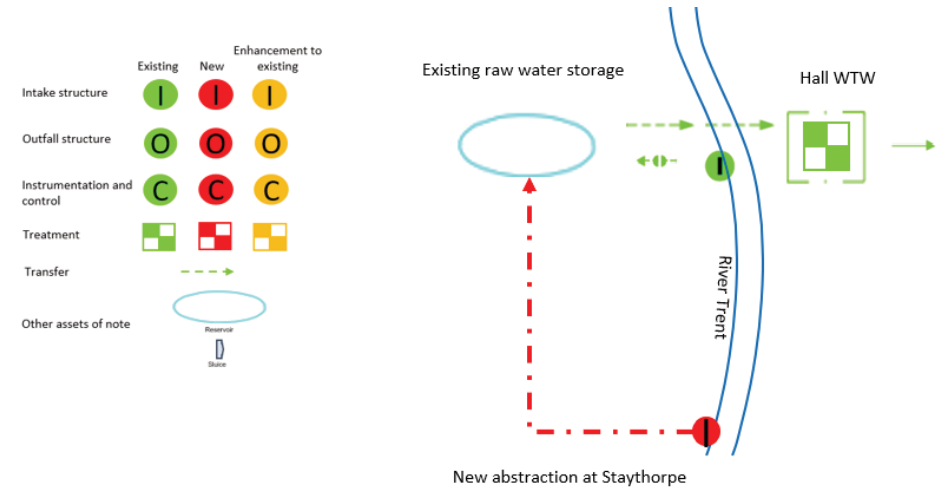 Existing
New
Enhancement to
existing
Intake structure
I
I
I
Outfall structure
O
O
O
Instrumentation and
control
C
C
C
Treatment
Transfer
Other assets of note
Reservoir
Sluice
Existing raw water storage
Hall WTW
I
River Trent
I
New abstraction at Staythorpe